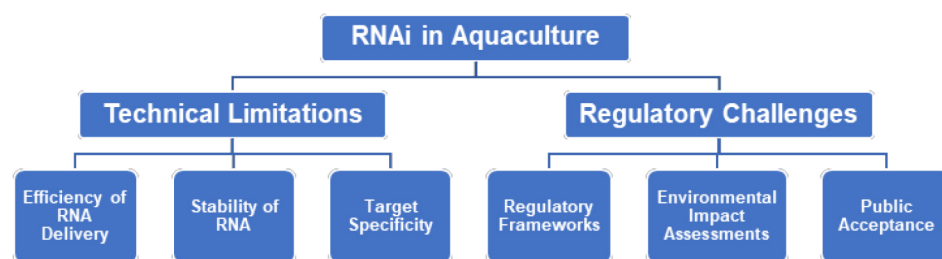 RNAi in Aquaculture
Technical Limitations
Regulatory Challenges
Efficiency of
RNA
Delivery
Stability of
RNA
Target
Specificity
Regulatory
Frameworks
Environmental
Impact
Assessments
Public
Acceptance